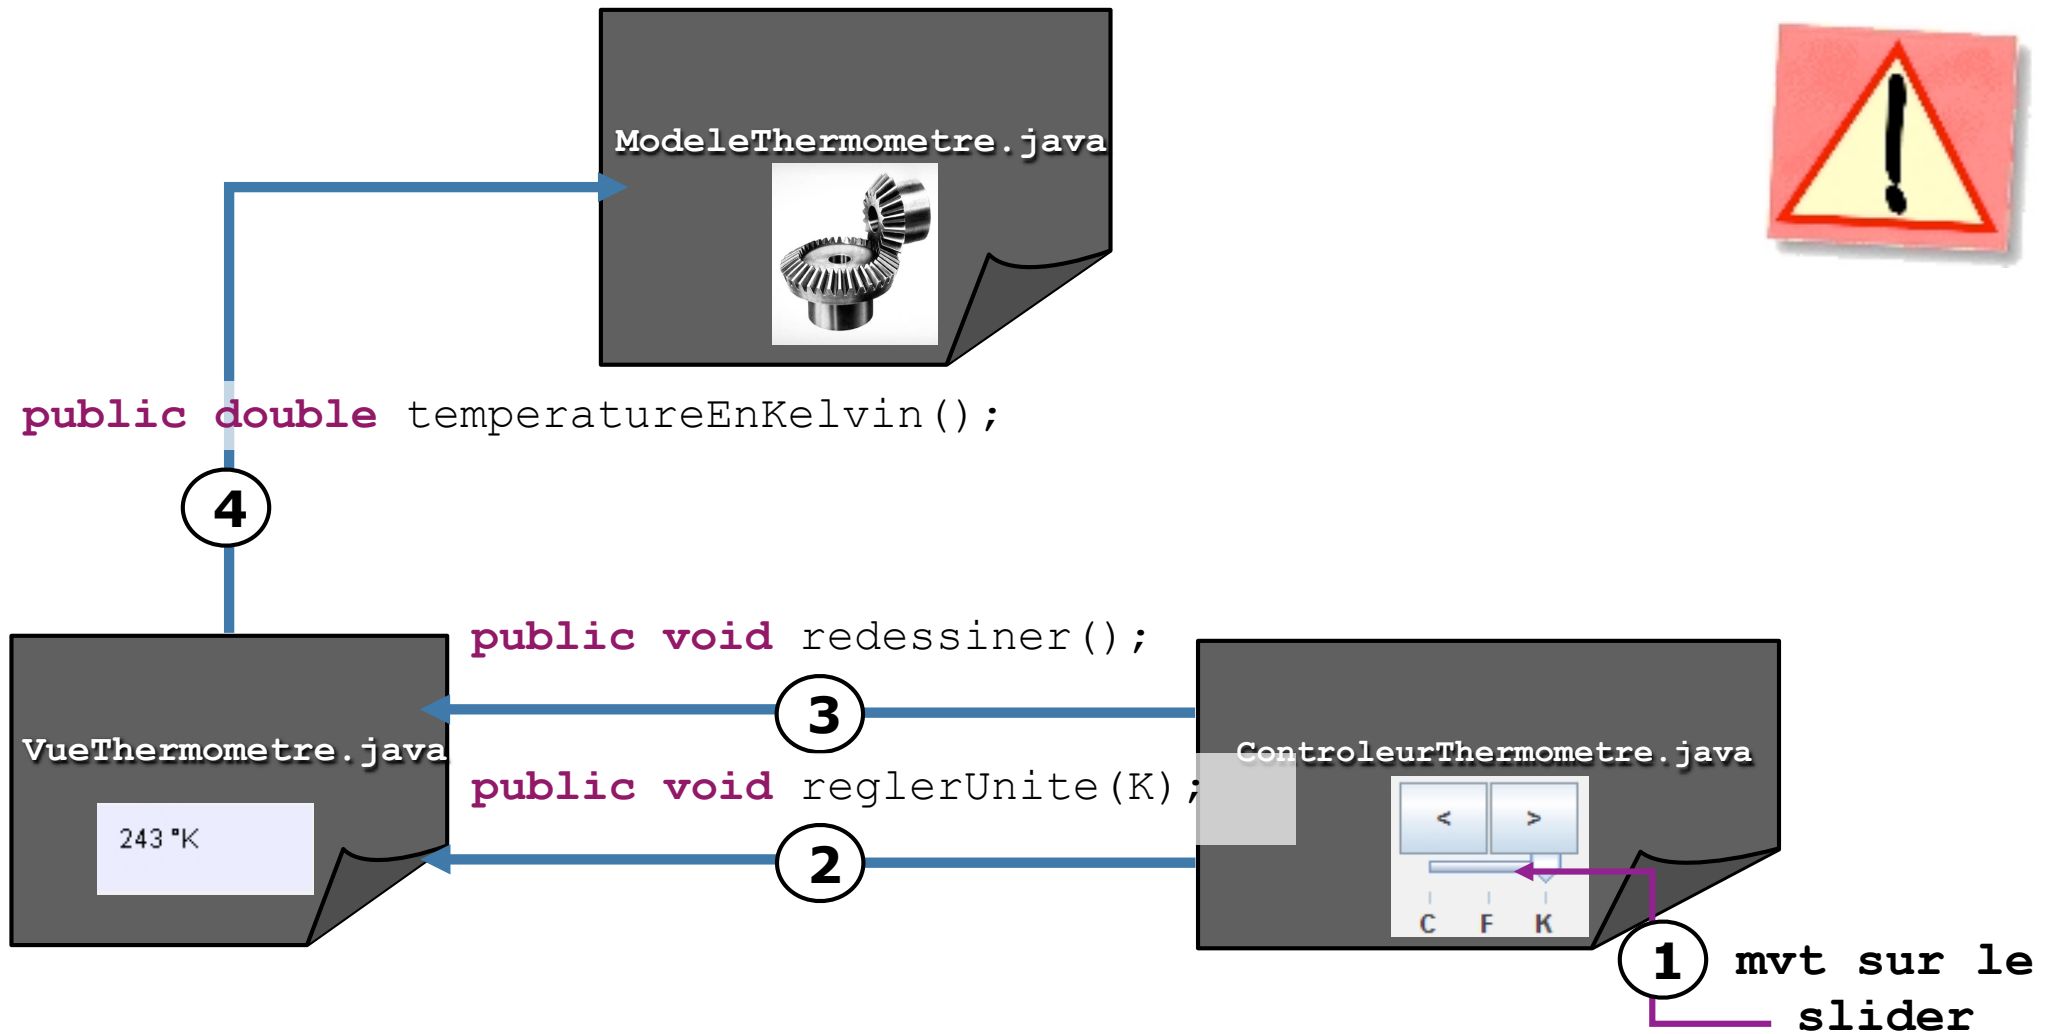 ModeleThermometre.java
public double temperatureEnKelvin();
4
public void redessiner();
3
VueThermometre.java
ControleurThermometre.java
public void reglerUnite(K);
243 °K
< >
2
C F K
1 mvt sur le
slider